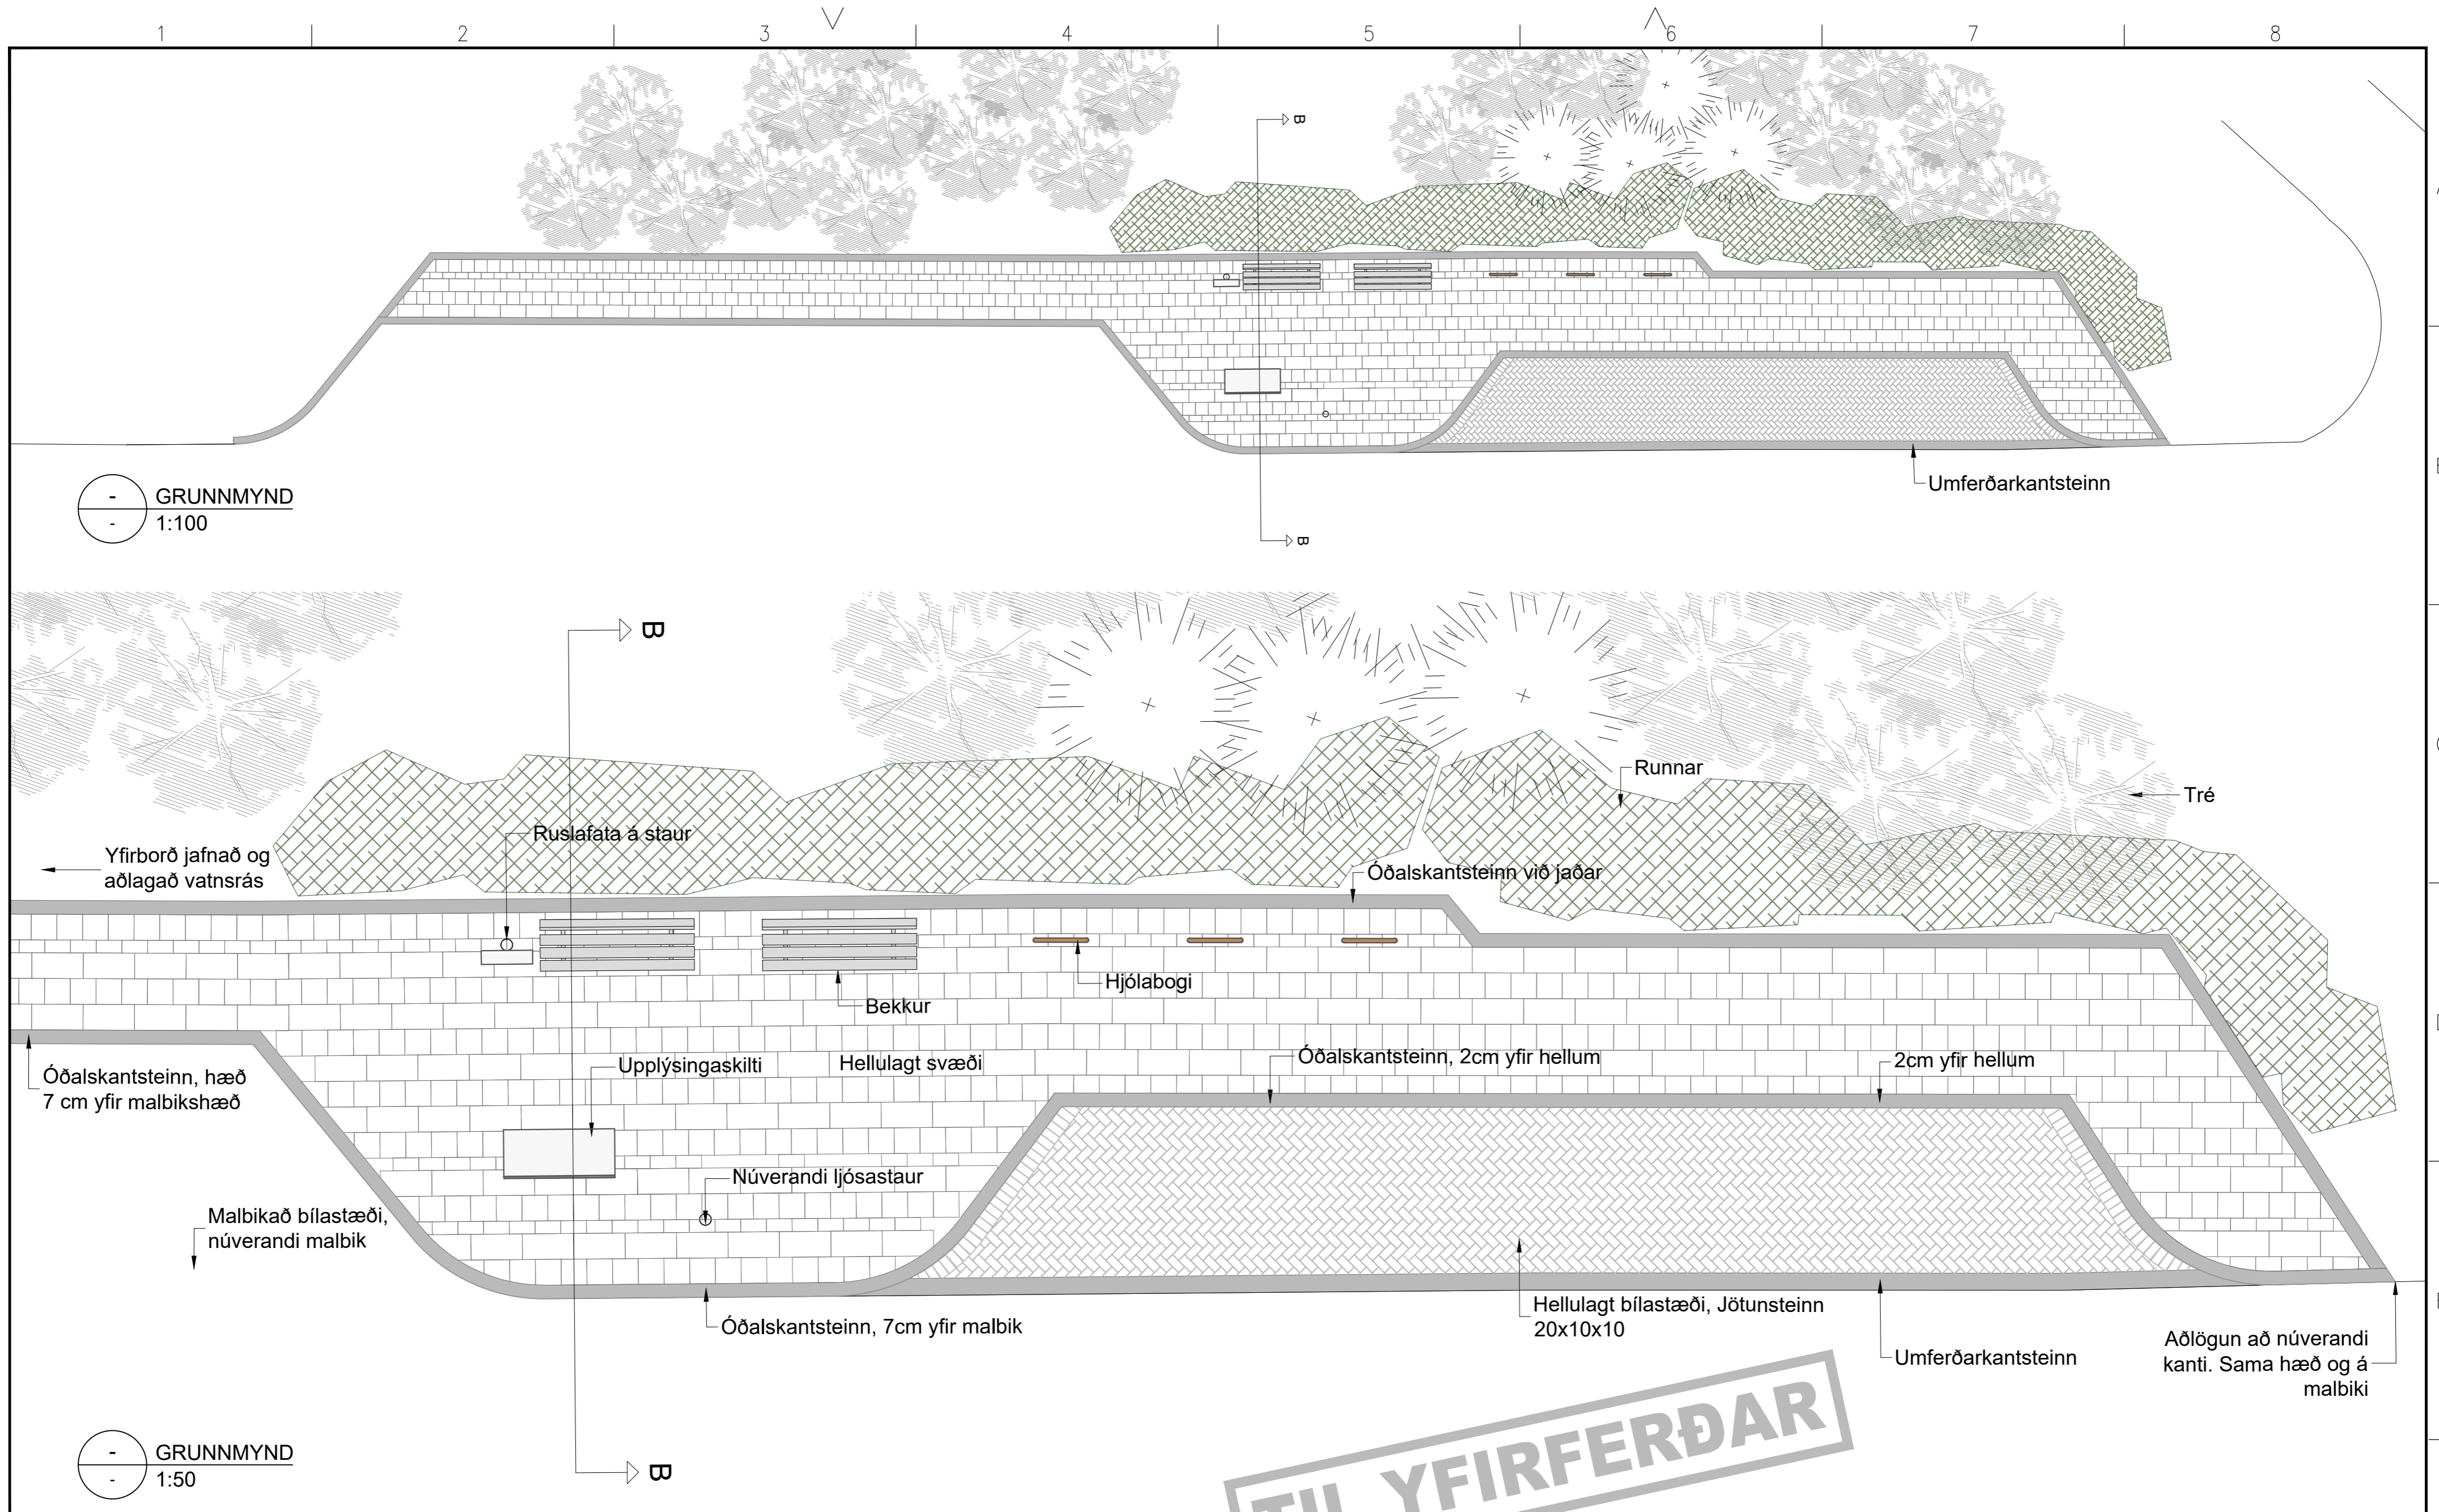 1 2 3 4 5 6 7 8
B
B
Umferðarkantsteinn
-
GRUNNMYND
-
1:100
B
Runnar
Tré
Ruslafata á staur
Yfirborð jafnað og
aðlagað vatnsrás
Óðalskantsteinn við jaðar
Hjólabogi
Bekkur
Upplýsingaskilti
Hellulagt svæði
Óðalskantsteinn, 2cm yfir hellum
2cm yfir hellum
Óðalskantsteinn, hæð
7 cm yfir malbikshæð
Núverandi ljósastaur
Malbikað bílastæði,
núverandi malbik
Óðalskantsteinn, 7cm yfir malbik
Hellulagt bílastæði, Jötunsteinn
20x10x10
Umferðarkantsteinn
Aðlögun að núverandi
kanti. Sama hæð og á
malbiki
B
-
GRUNNMYND
-
1:50
TIL YFIRFERÐAR